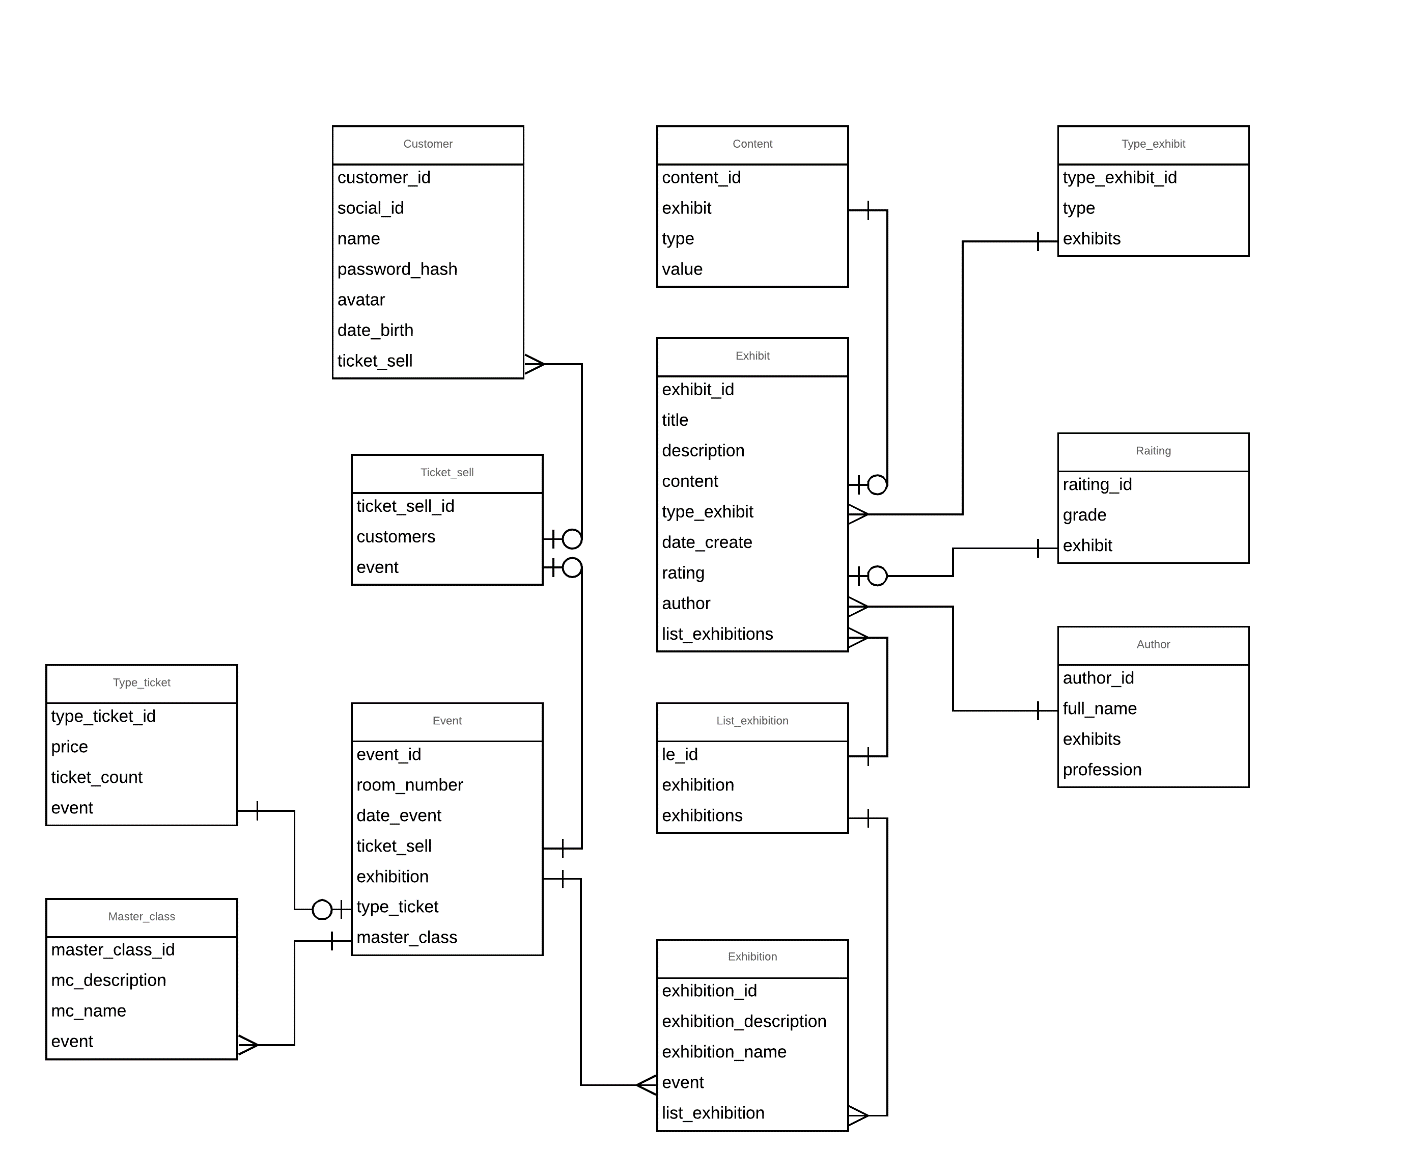 Customer
customer_id
social_id
name
password_hash
avatar
date_birth
ticket_sell
Content
content_id
exhibit
type
value
Type_exhibit
type_exhibit_id
type
exhibits
Exhibit
exhibit_id
title
description
content
type_exhibit
date_create
rating
author
list_exhibitions
Raiting
raiting_id
grade
exhibit
Ticket_sell
ticket_sell_id
customers
event
Author
author_id
full_name
exhibits
profession
Type_ticket
type_ticket_id
price
ticket_count
event
Event
event_id
room_number
date_event
ticket_sell
exhibition
type_ticket
master_class
List_exhibition
le_id
exhibition
exhibitions
Master_class
master_class_id
mc_description
mc_name
event
Exhibition
exhibition_id
exhibition_description
exhibition_name
event
list_exhibition